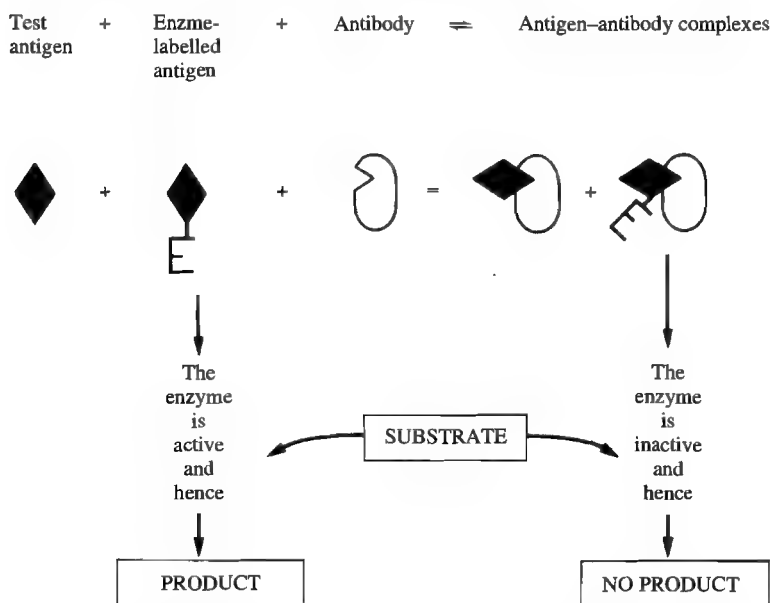 Test + Enzme- + Antibody ⇌ Antigen–antibody complexes
antigen labelled
antigen
+ + = +
E E
The
enzyme
is
active
and
hence
SUBSTRATE
The
enzyme
is
inactive
and
hence
PRODUCT
NO PRODUCT